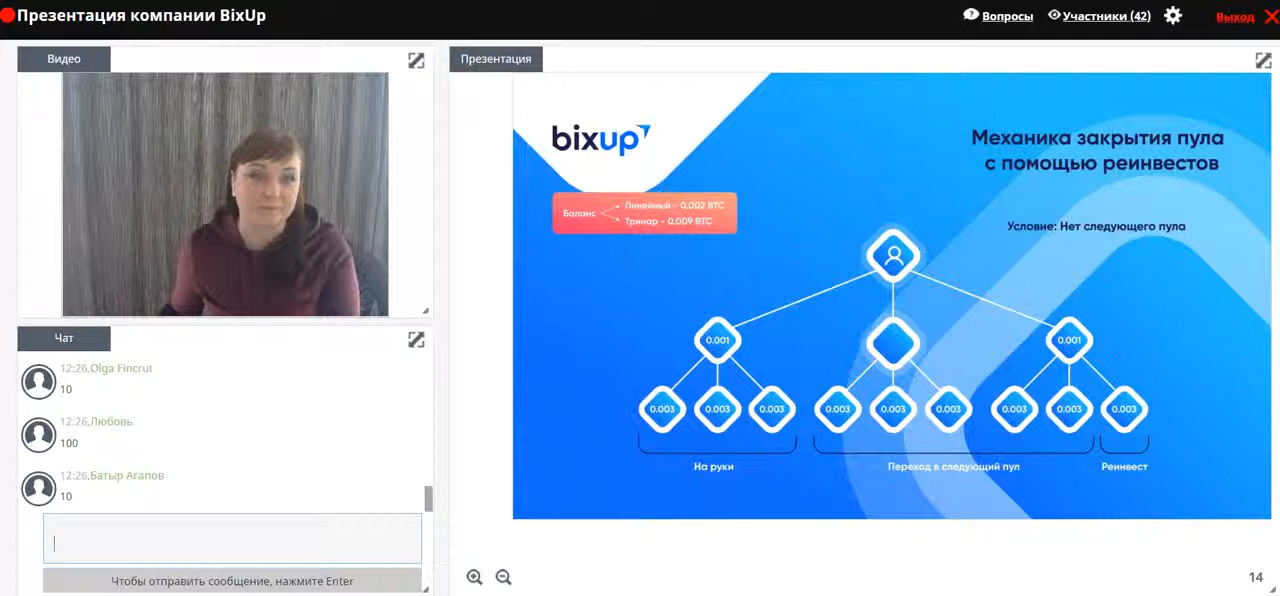 Презентация компании BixUp
Вопросы
Участники (42)
Выход
Видео
Презентация
bixup
Механика закрытия пула
с помощью реинвестов
Баланс
Линейный - 0.002 BTC
Трянар - 0.009 BTC
Условие: Нет следующего пула
0.001
0.001
0.003
0.003
0.003
0.003
0.003
0.003
0.003
0.003
0.003
На руки
Переход в следующий пул
Реинвест
Чат
12:26,Olga Fincrut
10
12:26,Любовь
100
12:26,Батыр Агапов
10
Чтобы отправить сообщение, нажмите Enter
14